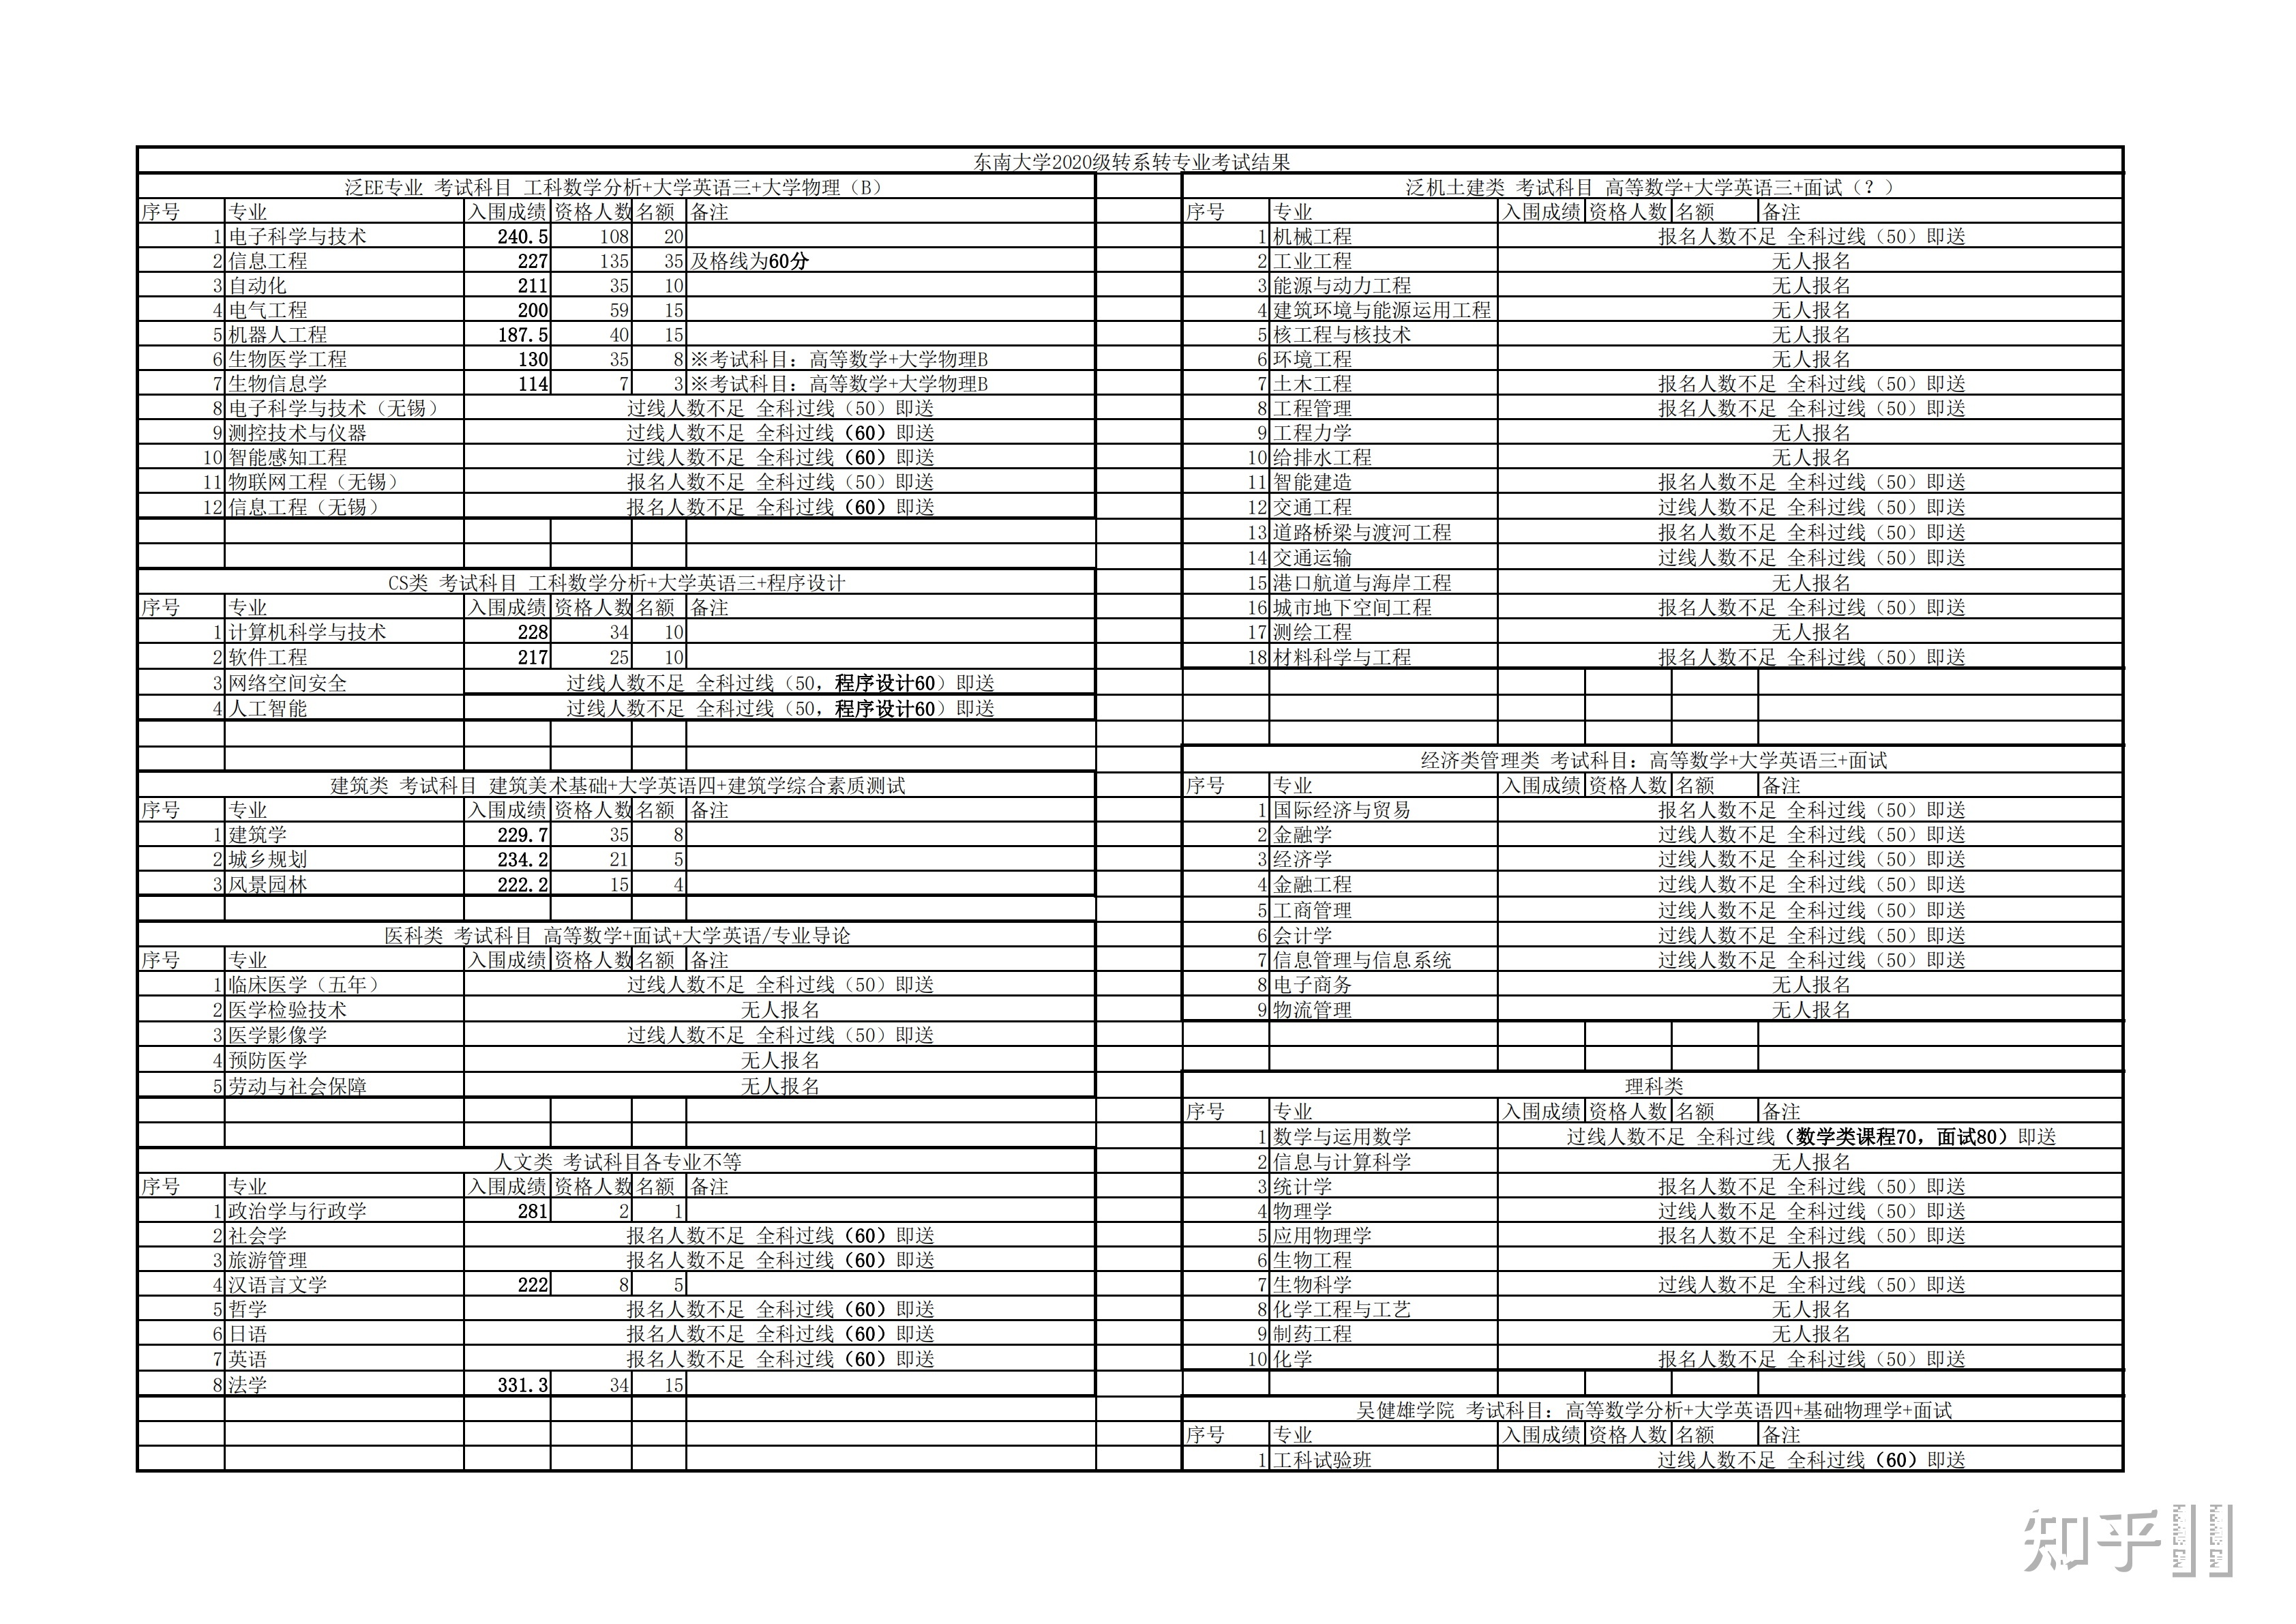 东南大学2020级转系转专业考试结果
泛EE专业 考试科目 工科数学分析+大学英语三+大学物理（B）
序号 专业 入围成绩 资格人数 名额 备注
1 电子科学与技术 240.5 108 20
2 信息工程 227 135 35 及格线为60分
3 自动化 211 35 10
4 电气工程 200 59 15
5 机器人工程 187.5 40 15
6 生物医学工程 130 35 8 ※考试科目：高等数学+大学物理B
7 生物信息学 114 7 3 ※考试科目：高等数学+大学物理B
8 电子科学与技术（无锡） 过线人数不足 全科过线（50）即送
9 测控技术与仪器 过线人数不足 全科过线（60）即送
10 智能感知工程 过线人数不足 全科过线（60）即送
11 物联网工程（无锡） 报名人数不足 全科过线（50）即送
12 信息工程（无锡） 报名人数不足 全科过线（60）即送
CS类 考试科目 工科数学分析+大学英语三+程序设计
序号 专业 入围成绩 资格人数 名额 备注
1 计算机科学与技术 228 34 10
2 软件工程 217 25 10
3 网络空间安全 过线人数不足 全科过线（50，程序设计60）即送
4 人工智能 过线人数不足 全科过线（50，程序设计60）即送
建筑类 考试科目 建筑美术基础+大学英语四+建筑学综合素质测试
序号 专业 入围成绩 资格人数 名额 备注
1 建筑学 229.7 35 8
2 城乡规划 234.2 21 5
3 风景园林 222.2 15 4
医科类 考试科目 高等数学+面试+大学英语/专业导论
序号 专业 入围成绩 资格人数 名额 备注
1 临床医学（五年） 过线人数不足 全科过线（50）即送
2 医学检验技术 无人报名
3 医学影像学 过线人数不足 全科过线（50）即送
4 预防医学 无人报名
5 劳动与社会保障 无人报名
人文类 考试科目各专业不等
序号 专业 入围成绩 资格人数 名额 备注
1 政治学与行政学 281 2 1
2 社会学 报名人数不足 全科过线（60）即送
3 旅游管理 报名人数不足 全科过线（60）即送
4 汉语言文学 222 8 5
5 哲学 报名人数不足 全科过线（60）即送
6 日语 报名人数不足 全科过线（60）即送
7 英语 报名人数不足 全科过线（60）即送
8 法学 331.3 34 15
泛机土建类 考试科目 高等数学+大学英语三+面试（？）
序号 专业 入围成绩 资格人数 名额 备注
1 机械工程 报名人数不足 全科过线（50）即送
2 工业工程 无人报名
3 能源与动力工程 无人报名
4 建筑环境与能源运用工程 无人报名
5 核工程与核技术 无人报名
6 环境工程 无人报名
7 土木工程 报名人数不足 全科过线（50）即送
8 工程管理 报名人数不足 全科过线（50）即送
9 工程力学 无人报名
10 给排水工程 无人报名
11 智能建造 报名人数不足 全科过线（50）即送
12 交通工程 过线人数不足 全科过线（50）即送
13 道路桥梁与渡河工程 报名人数不足 全科过线（50）即送
14 交通运输 过线人数不足 全科过线（50）即送
15 港口航道与海岸工程 无人报名
16 城市地下空间工程 报名人数不足 全科过线（50）即送
17 测绘工程 无人报名
18 材料科学与工程 报名人数不足 全科过线（50）即送
经济类管理类 考试科目：高等数学+大学英语三+面试
序号 专业 入围成绩 资格人数 名额 备注
1 国际经济与贸易 报名人数不足 全科过线（50）即送
2 金融学 过线人数不足 全科过线（50）即送
3 经济学 过线人数不足 全科过线（50）即送
4 金融工程 过线人数不足 全科过线（50）即送
5 工商管理 过线人数不足 全科过线（50）即送
6 会计学 过线人数不足 全科过线（50）即送
7 信息管理与信息系统 过线人数不足 全科过线（50）即送
8 电子商务 无人报名
9 物流管理 无人报名
理科类
序号 专业 入围成绩 资格人数 名额 备注
1 数学与运用数学 过线人数不足 全科过线（数学类课程70，面试80）即送
2 信息与计算科学 无人报名
3 统计学 报名人数不足 全科过线（50）即送
4 物理学 过线人数不足 全科过线（50）即送
5 应用物理学 报名人数不足 全科过线（50）即送
6 生物工程 无人报名
7 生物科学 过线人数不足 全科过线（50）即送
8 化学工程与工艺 无人报名
9 制药工程 无人报名
10 化学 报名人数不足 全科过线（50）即送
吴健雄学院 考试科目：高等数学分析+大学英语四+基础物理学+面试
序号 专业 入围成绩 资格人数 名额 备注
1 工科试验班 过线人数不足 全科过线（60）即送
知乎